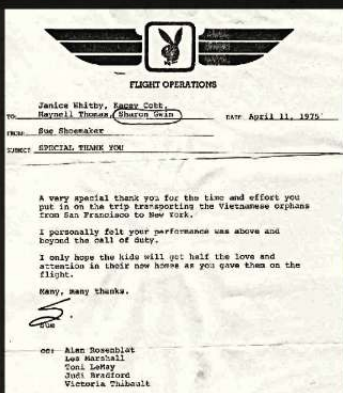 FLIGHT OPERATIONS
Janice Whitby, Kacey Cobb,
TO: Raynell Thomas, Sharon Gwin DATE April 11, 1975
FROM Sue Shoemaker
SUBJECT SPECIAL THANK YOU
A very special thank you for the time and effort you
put in on the trip transporting the Vietnamese orphans
from San Francisco to New York.
I personally felt your performance was above and
beyond the call of duty.
I only hope the kids will get half the love and
attention in their new homes as you gave them on the
flight.
Many, many thanks.
Sue
cc: Alan Rosenblat
Les Marshall
Toni LeMay
Judi Bradford
Victoria Thibault